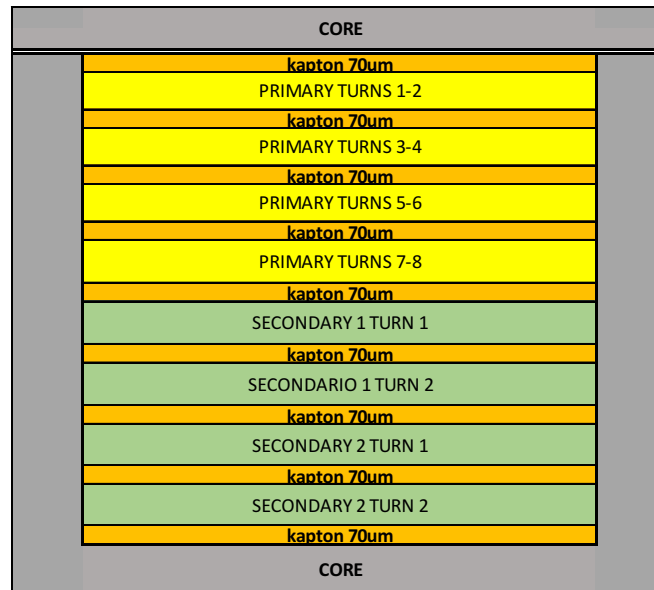 CORE
kapton 70um
PRIMARY TURNS 1-2
kapton 70um
PRIMARY TURNS 3-4
kapton 70um
PRIMARY TURNS 5-6
kapton 70um
PRIMARY TURNS 7-8
kapton 70um
SECONDARY 1 TURN 1
kapton 70um
SECONDARIO 1 TURN 2
kapton 70um
SECONDARY 2 TURN 1
kapton 70um
SECONDARY 2 TURN 2
kapton 70um
CORE